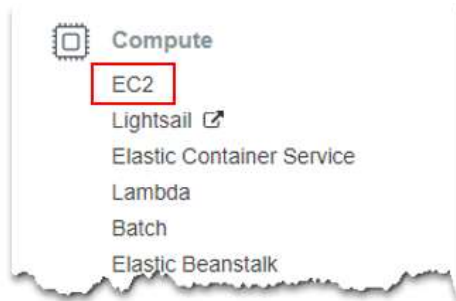 Compute
EC2
Lightsail
Elastic Container Service
Lambda
Batch
Elastic Beanstalk